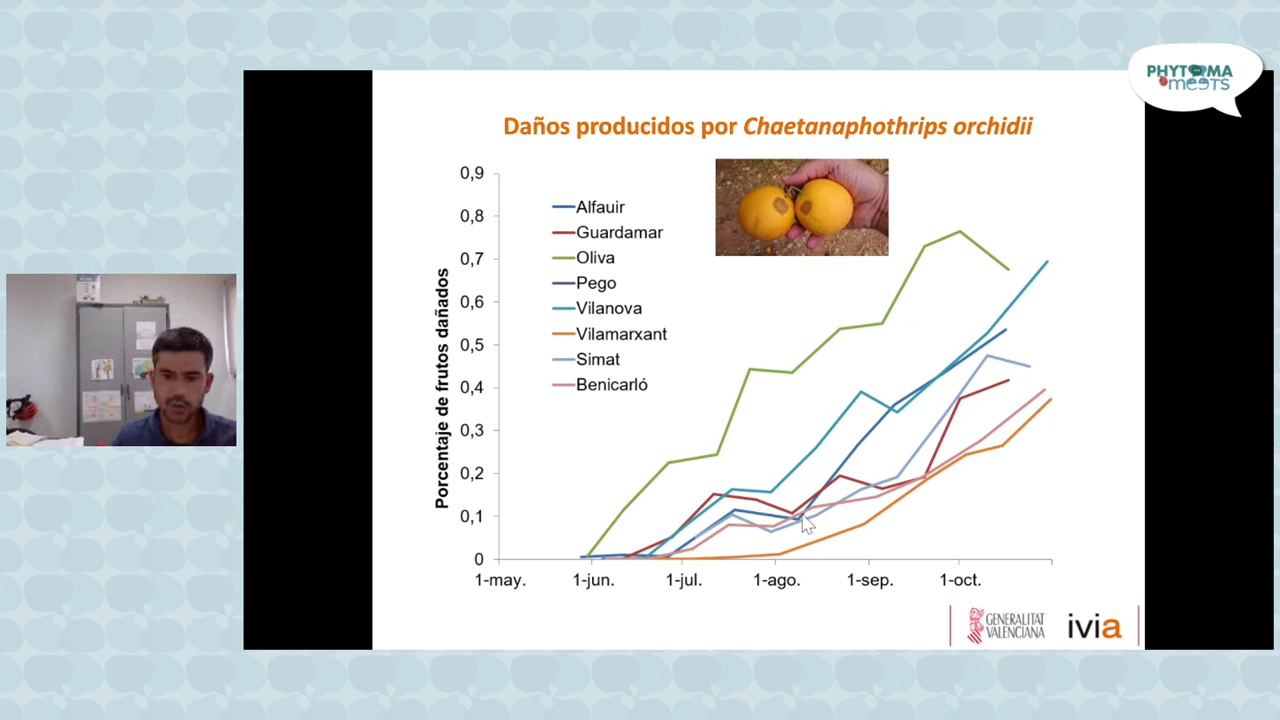 PHYTOMA
meets
Daños producidos por Chaetanaphothrips orchidii
Porcentaje de frutos dañados
0,9
0,8
0,7
0,6
0,5
0,4
0,3
0,2
0,1
0
Alfauir
Guardamar
Oliva
Pego
Vilanova
Vilamarxant
Simat
Benicarló
1-may.
1-jun.
1-jul.
1-ago.
1-sep.
1-oct.
GENERALITAT
VALENCIANA
ivia